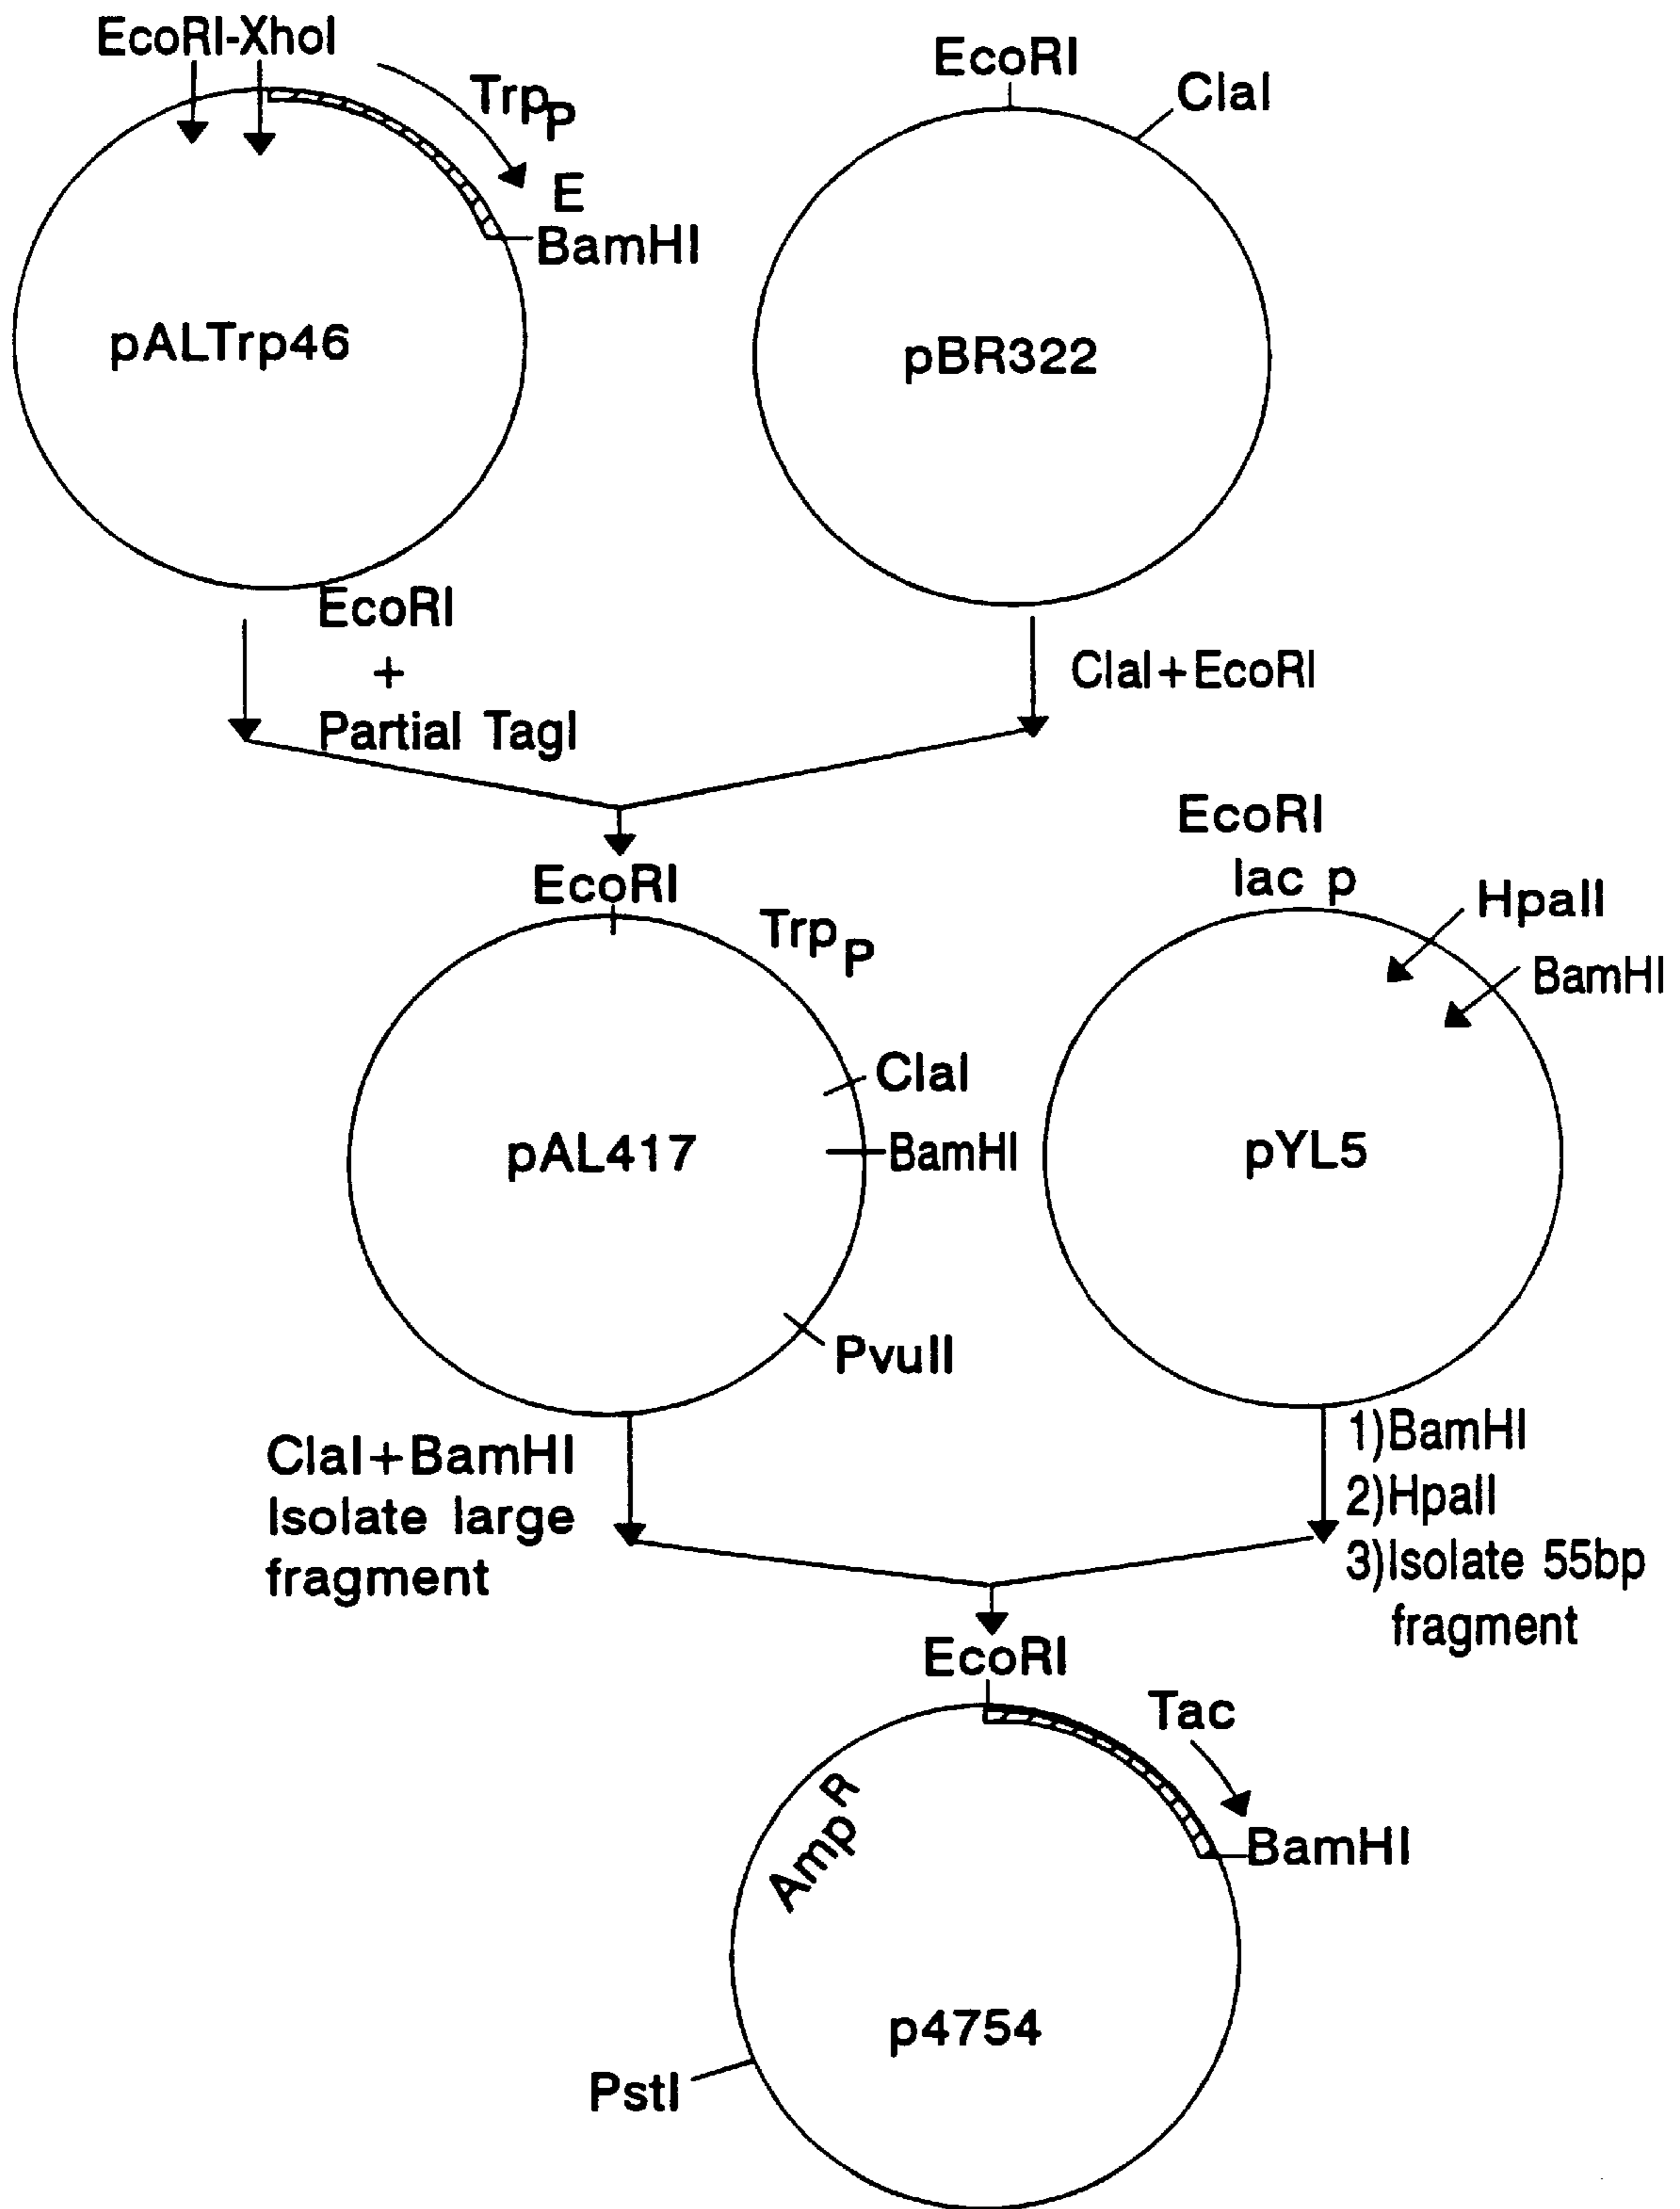 EcoRI-XhoI
Trp P
E
BamHI
pALTrp46
EcoRI
ClaI
pBR322
EcoRI
+
Partial TagI
ClaI+EcoRI
EcoRI
Trp P
ClaI
BamHI
pAL417
PvuII
EcoRI
lac p
HpaII
BamHI
pYL5
ClaI+BamHI
Isolate large
fragment
1)BamHI
2)HpaII
3)Isolate 55bp
fragment
EcoRI
Tac
BamHI
Amp R
p4754
PstI